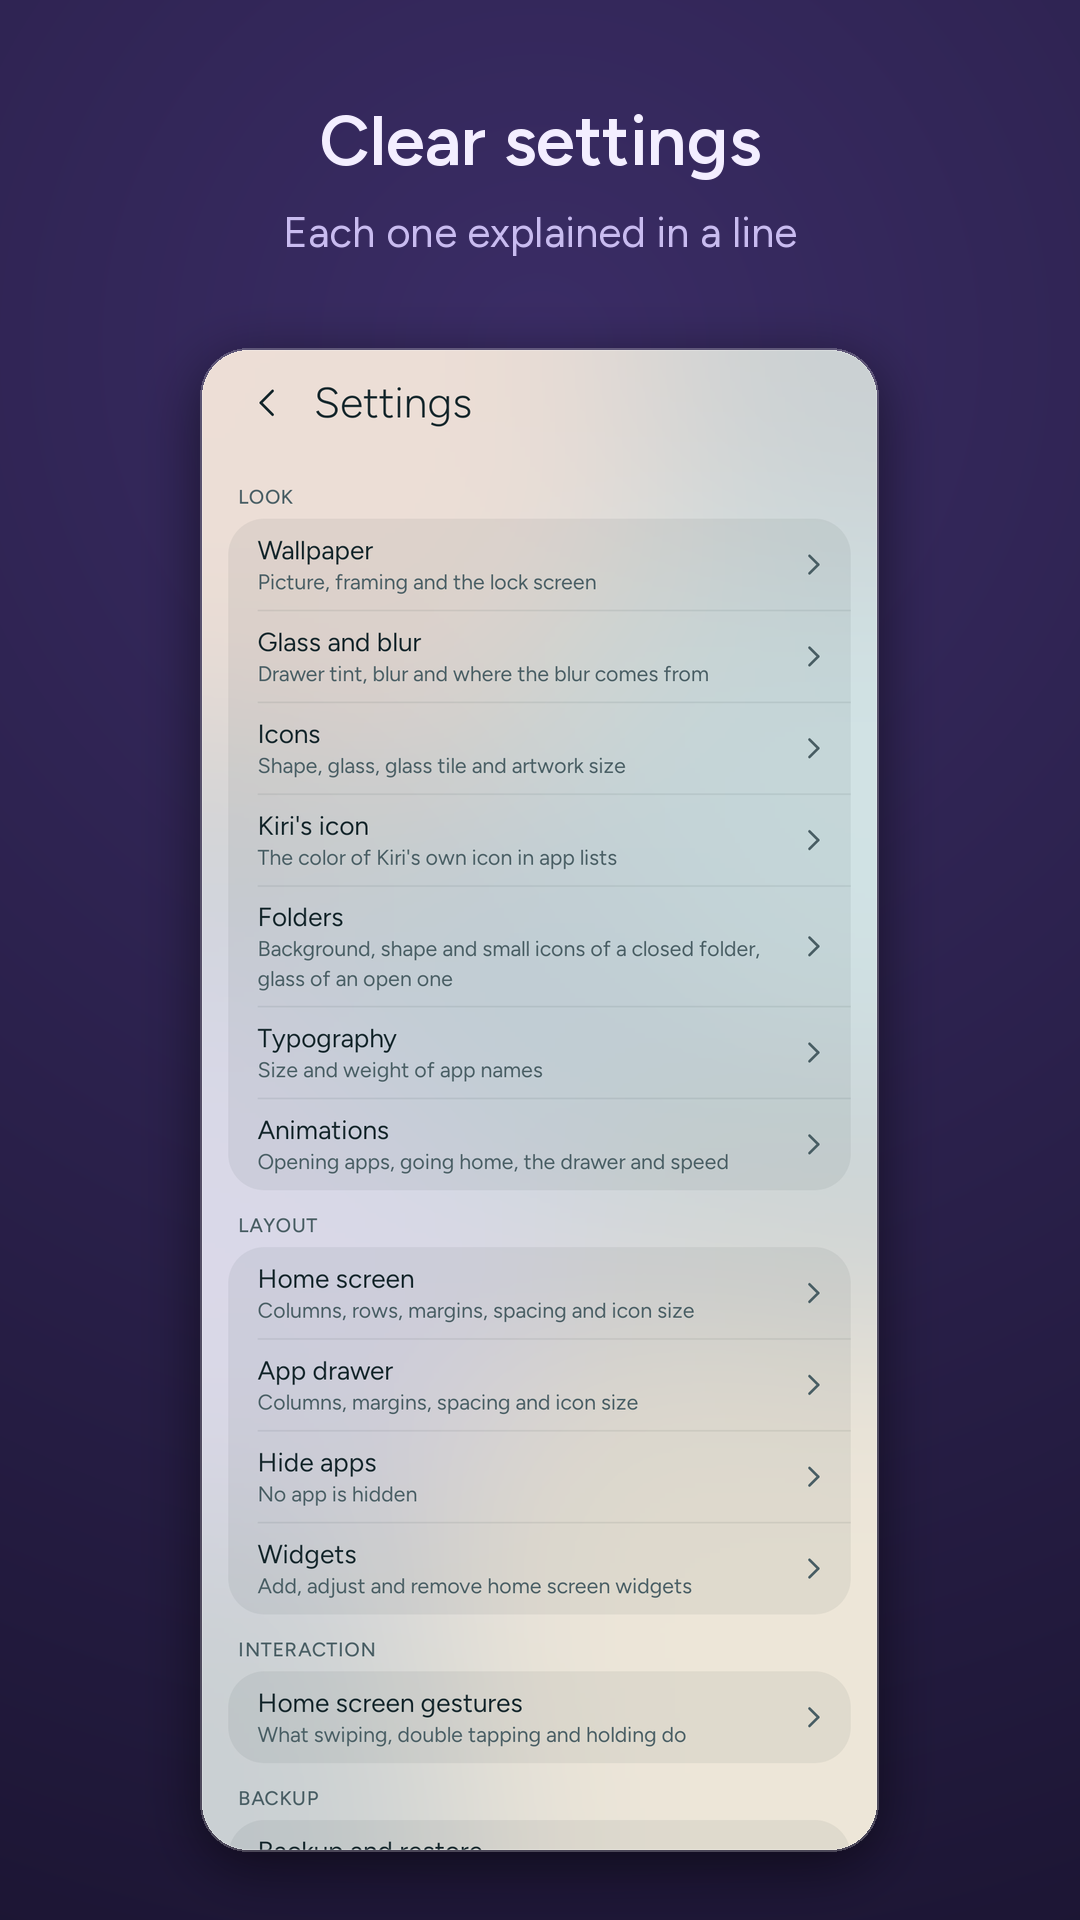 Clear settings
Each one explained in a line
Settings
LOOK
Wallpaper
Picture, framing and the lock screen
Glass and blur
Drawer tint, blur and where the blur comes from
Icons
Shape, glass, glass tile and artwork size
Kiri's icon
The color of Kiri's own icon in app lists
Folders
Background, shape and small icons of a closed folder,
glass of an open one
Typography
Size and weight of app names
Animations
Opening apps, going home, the drawer and speed
LAYOUT
Home screen
Columns, rows, margins, spacing and icon size
App drawer
Columns, margins, spacing and icon size
Hide apps
No app is hidden
Widgets
Add, adjust and remove home screen widgets
INTERACTION
Home screen gestures
What swiping, double tapping and holding do
BACKUP
Backup and restore